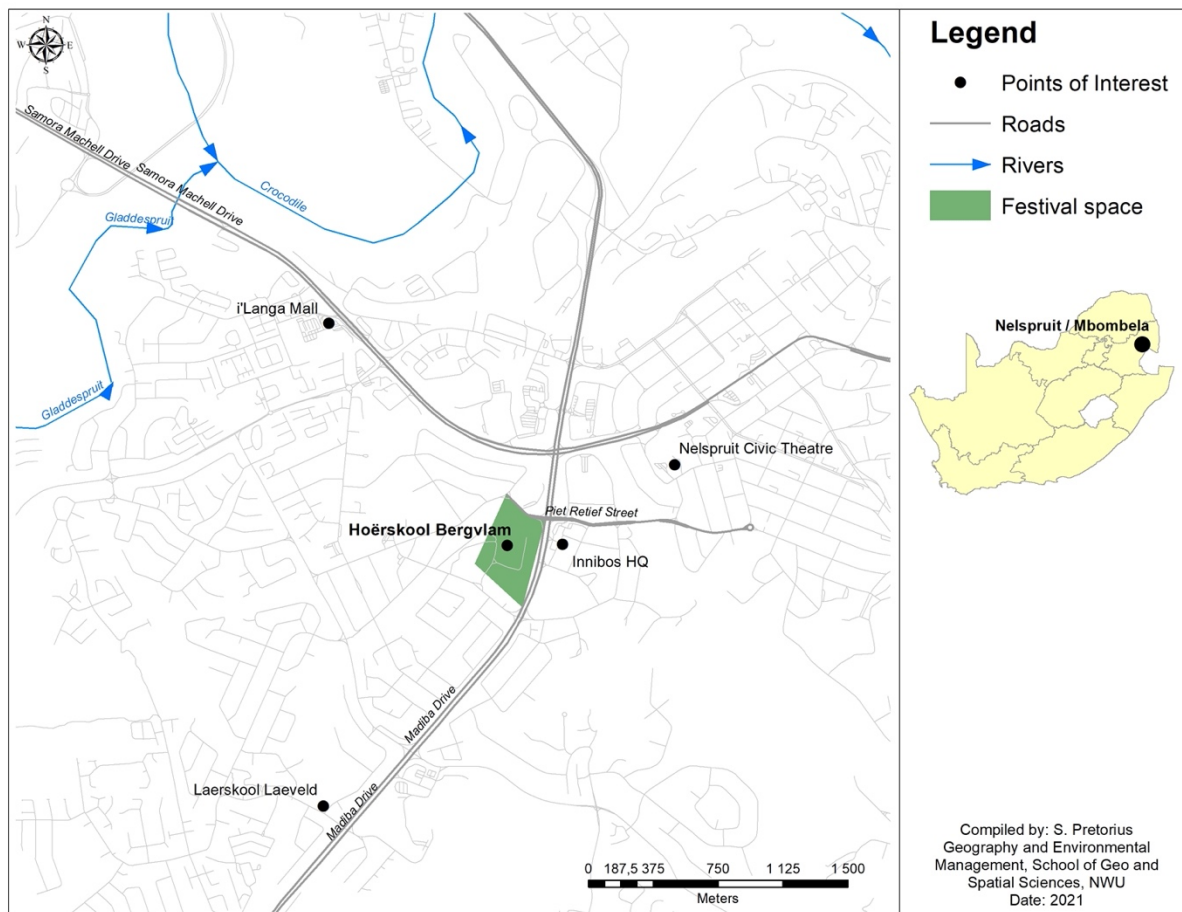 N
W
E
S
Samora Machell Drive
Samora Machell Drive
Crocodile
Gladdespruit
i'Langa Mall
Gladdespruit
Nelspruit Civic Theatre
Piet Retief Street
Hoërskool Bergvlam
Innibos HQ
Madiba Drive
Laerskool Laeveld
Madiba Drive
0 187,5 375 750 1 125 1 500
Meters
Legend
Points of Interest
Roads
Rivers
Festival space
Nelspruit / Mbombela
Compiled by: S. Pretorius
Geography and Environmental
Management, School of Geo and
Spatial Sciences, NWU
Date: 2021